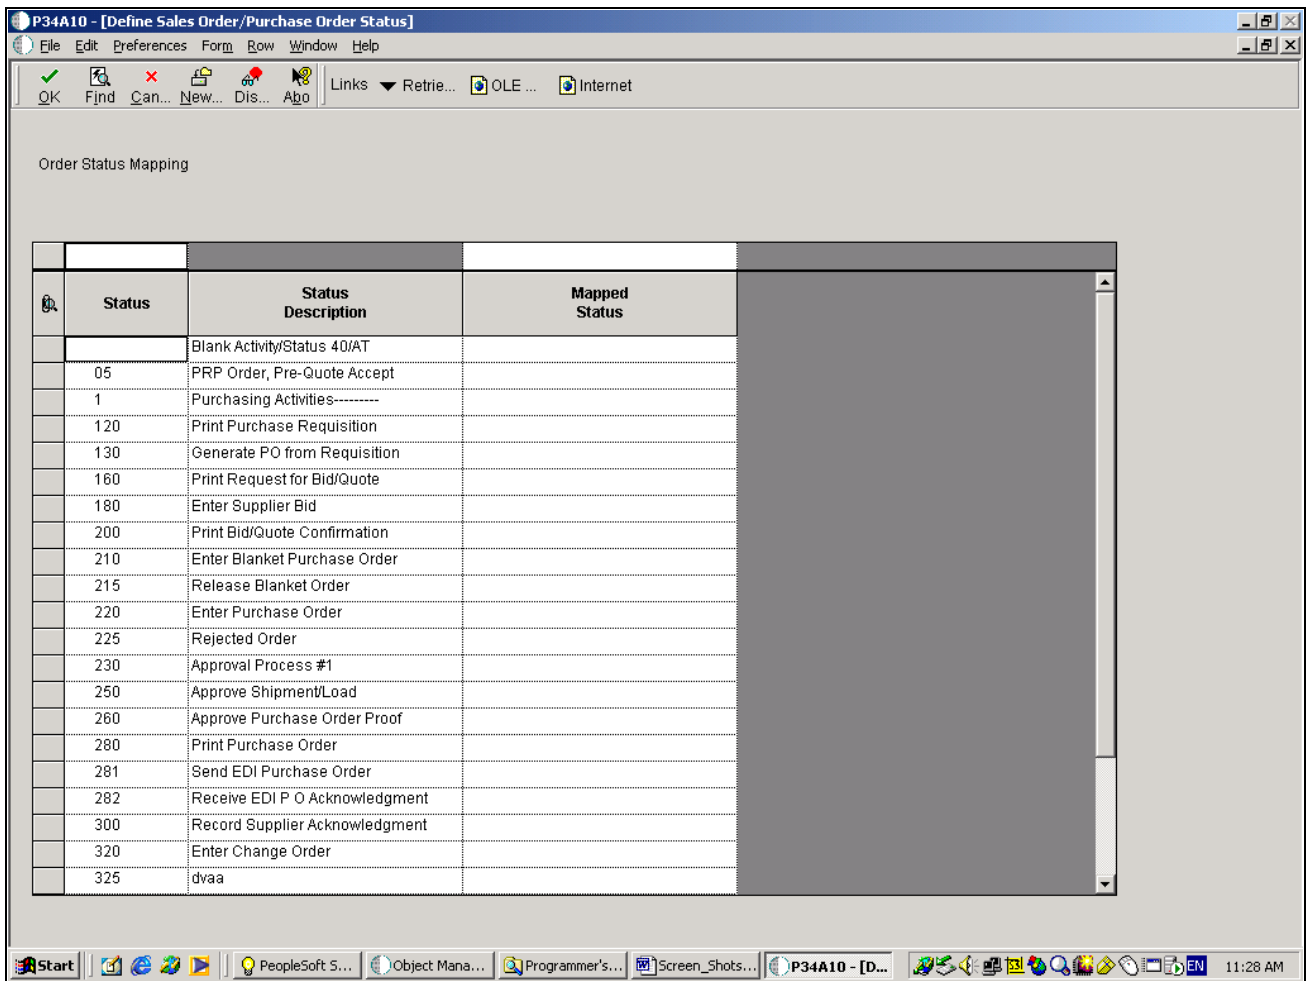 P34A10 - [Define Sales Order/Purchase Order Status]
File Edit Preferences Form Row Window Help
OK Find Can... New... Dis... Abo Links Retrie... OLE ... Internet
Order Status Mapping
Status Status Description Mapped Status
Blank Activity/Status 40/AT
05 PRP Order, Pre-Quote Accept
1 Purchasing Activities---------
120 Print Purchase Requisition
130 Generate PO from Requisition
160 Print Request for Bid/Quote
180 Enter Supplier Bid
200 Print Bid/Quote Confirmation
210 Enter Blanket Purchase Order
215 Release Blanket Order
220 Enter Purchase Order
225 Rejected Order
230 Approval Process #1
250 Approve Shipment/Load
260 Approve Purchase Order Proof
280 Print Purchase Order
281 Send EDI Purchase Order
282 Receive EDI P O Acknowledgment
300 Record Supplier Acknowledgment
320 Enter Change Order
325 dvaa
Start PeopleSoft S... Object Mana... Programmer's... Screen_Shots... P34A10 - [D... EN 11:28 AM